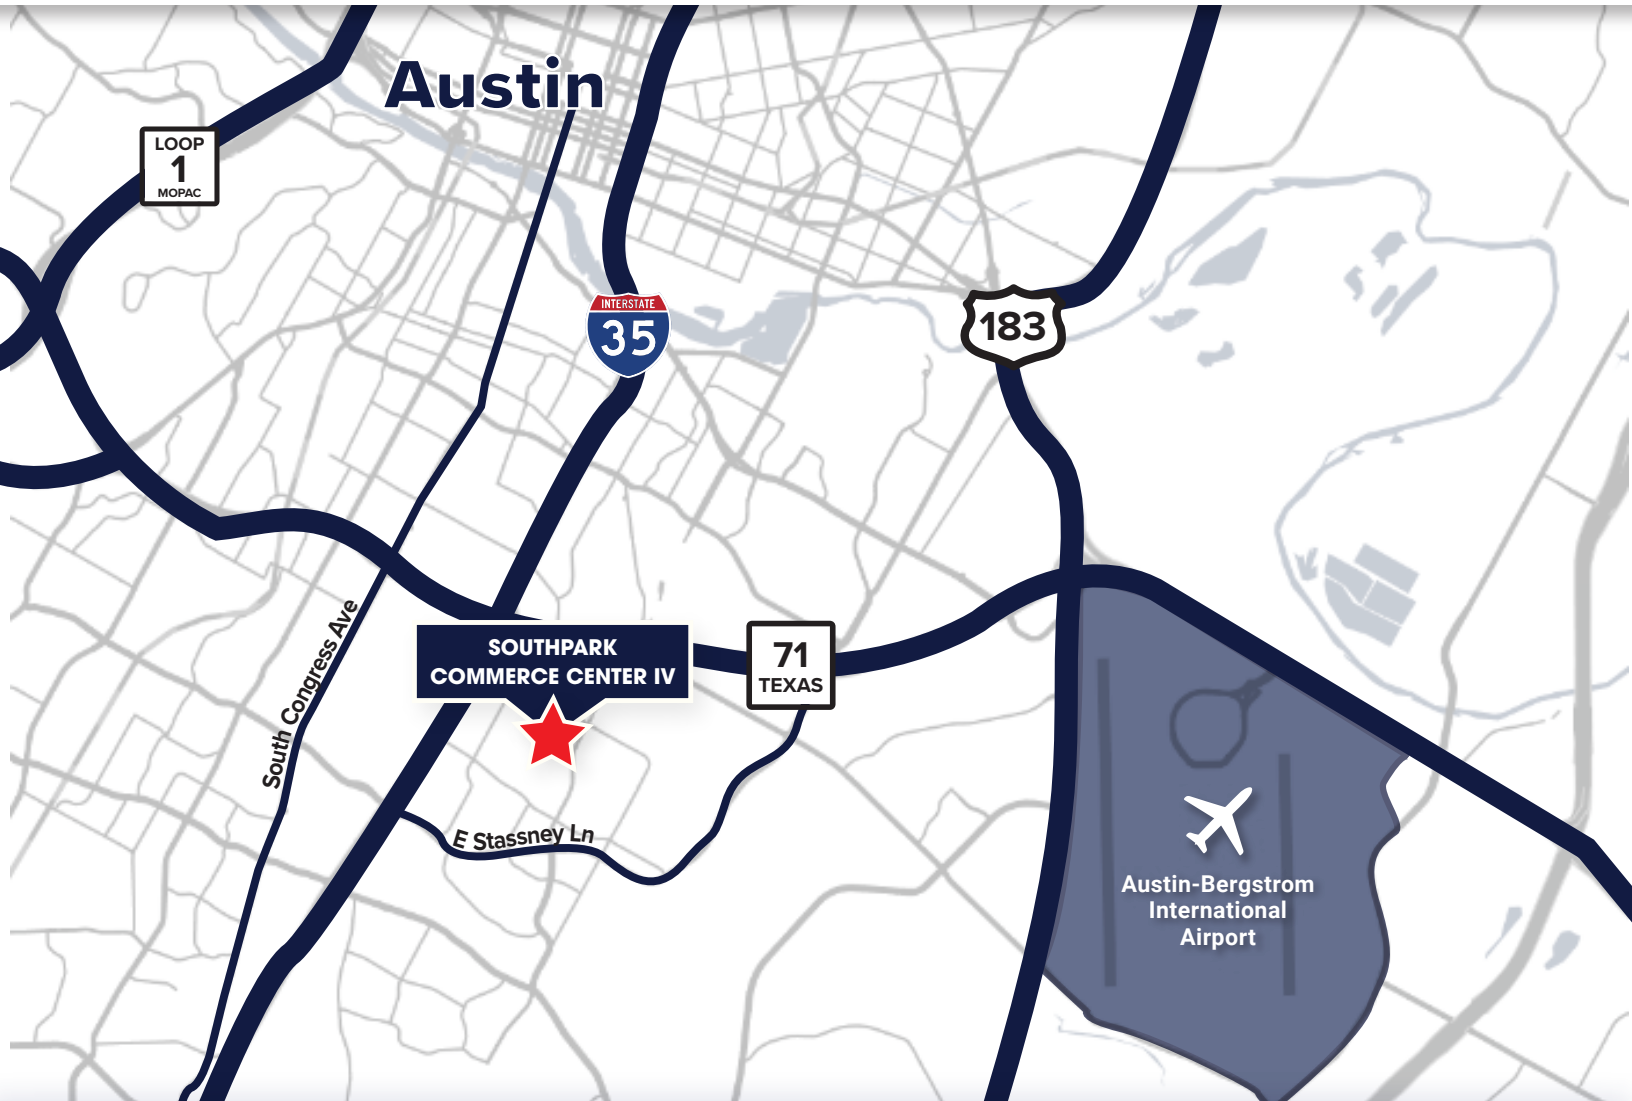 Austin
LOOP
1
MOPAC
INTERSTATE
35
183
South Congress Ave
SOUTHPARK
COMMERCE CENTER IV
71
TEXAS
E Stassney Ln
Austin-Bergstrom
International
Airport